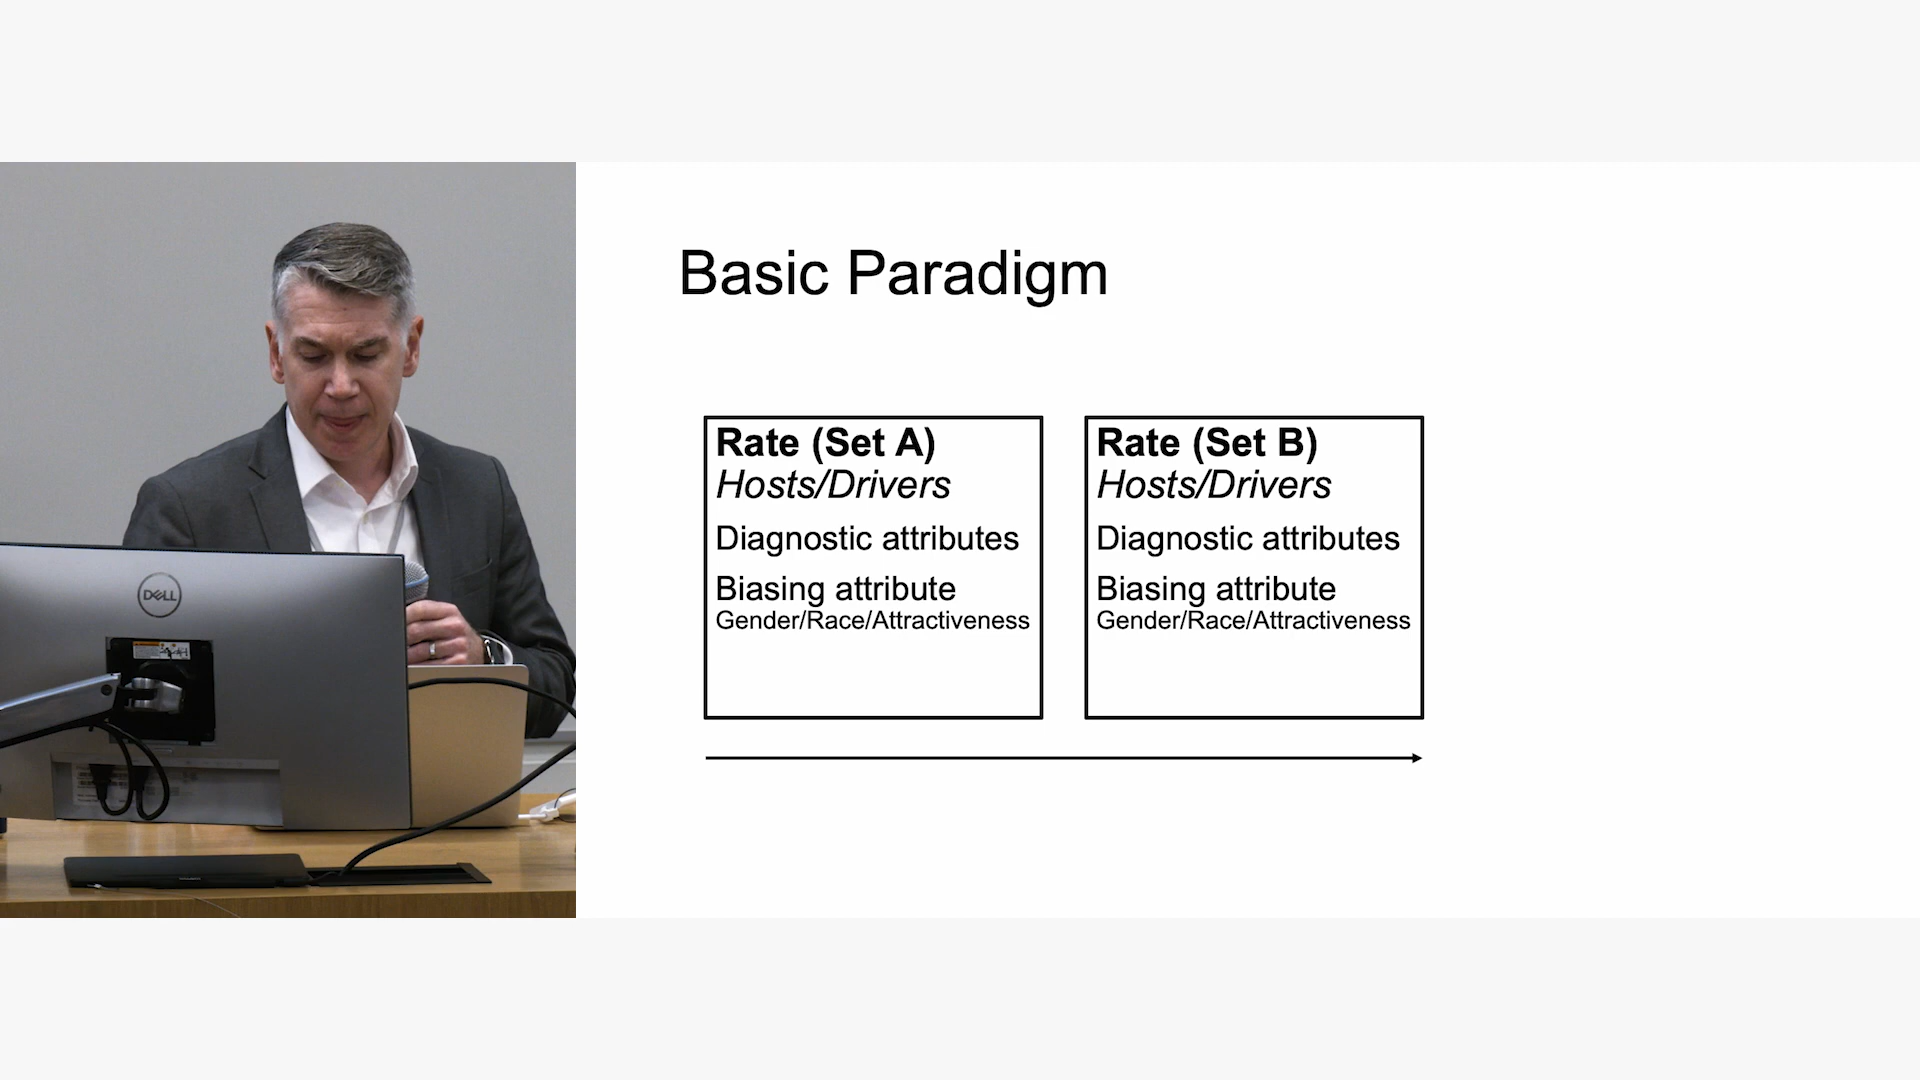 Basic Paradigm
Rate (Set A)
Hosts/Drivers
Diagnostic attributes
Biasing attribute
Gender/Race/Attractiveness
Rate (Set B)
Hosts/Drivers
Diagnostic attributes
Biasing attribute
Gender/Race/Attractiveness
DELL